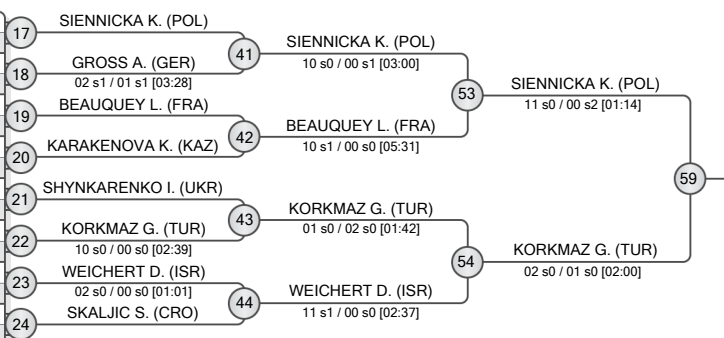 17
SIENNICKA K. (POL)
18
GROSS A. (GER)
02 s1 / 01 s1 [03:28]
41
SIENNICKA K. (POL)
10 s0 / 00 s1 [03:00]
19
BEAUQUEY L. (FRA)
20
KARAKENOVA K. (KAZ)
42
BEAUQUEY L. (FRA)
10 s1 / 00 s0 [05:31]
53
SIENNICKA K. (POL)
11 s0 / 00 s2 [01:14]
21
SHYNKARENKO I. (UKR)
22
KORKMAZ G. (TUR)
10 s0 / 00 s0 [02:39]
43
KORKMAZ G. (TUR)
01 s0 / 02 s0 [01:42]
23
WEICHERT D. (ISR)
02 s0 / 00 s0 [01:01]
24
SKALJIC S. (CRO)
44
WEICHERT D. (ISR)
11 s1 / 00 s0 [02:37]
54
KORKMAZ G. (TUR)
02 s0 / 01 s0 [02:00]
59